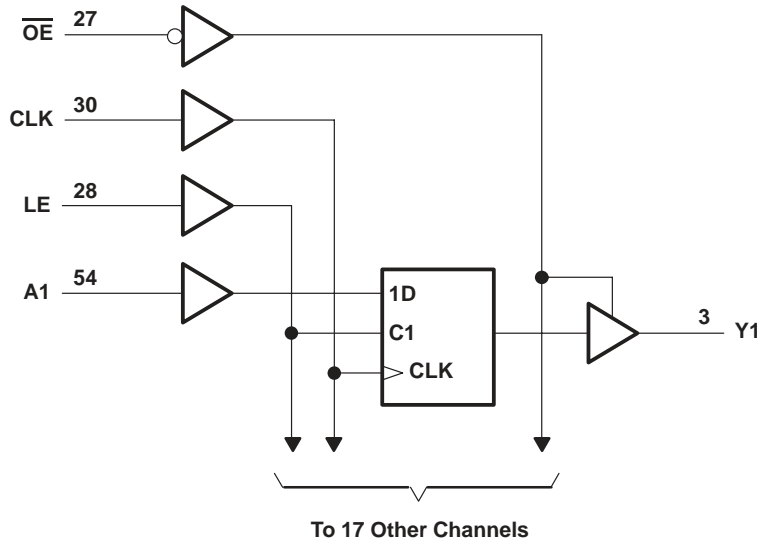 OE 27
CLK 30
LE 28
A1 54
1D
C1
CLK
3 Y1
To 17 Other Channels